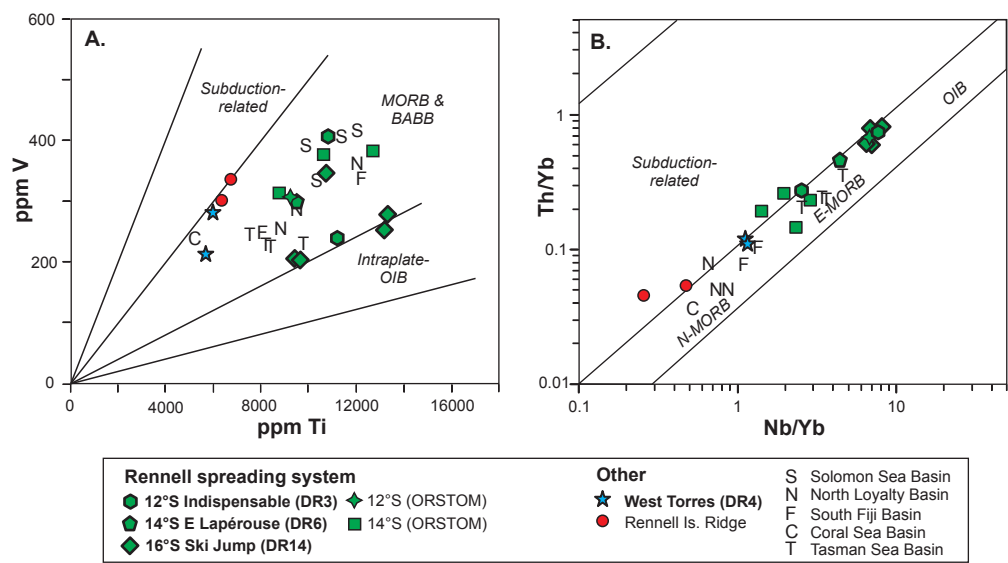 A.
600
400
200
0
0
4000
8000
12000
16000
ppm V
ppm Ti
Subduction-
related
MORB &
BABB
Intraplate-
OIB
S
S
S
S
N
F
N
N
T
F
T
T
T
C
B.
1
0.1
0.01
0.1
1
10
Th/Yb
Nb/Yb
Subduction-
related
OIB
E-MORB
N-MORB
T
T
T
T
F
F
N
N
N
C
Rennell spreading system
12°S Indispensable (DR3)
12°S (ORSTOM)
14°S E Lapérouse (DR6)
14°S (ORSTOM)
16°S Ski Jump (DR14)
Other
West Torres (DR4)
Rennell Is. Ridge
S Solomon Sea Basin
N North Loyalty Basin
F South Fiji Basin
C Coral Sea Basin
T Tasman Sea Basin